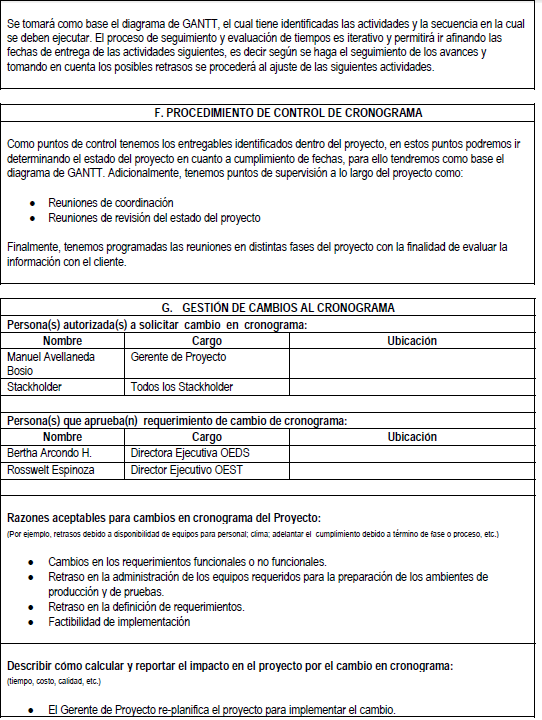 Se tomará como base el diagrama de GANTT, el cual tiene identificadas las actividades y la secuencia en la cual
se deben ejecutar. El proceso de seguimiento y evaluación de tiempos es iterativo y permitirá ir afinando las
fechas de entrega de las actividades siguientes, es decir según se haga el seguimiento de los avances y
tomando en cuenta los posibles retrasos se procederá al ajuste de las siguientes actividades.
F. PROCEDIMIENTO DE CONTROL DE CRONOGRAMA
Como puntos de control tenemos los entregables identificados dentro del proyecto, en estos puntos podremos ir
determinando el estado del proyecto en cuanto a cumplimiento de fechas, para ello tendremos como base el
diagrama de GANTT. Adicionalmente, tenemos puntos de supervisión a lo largo del proyecto como:
• Reuniones de coordinación
• Reuniones de revisión del estado del proyecto
Finalmente, tenemos programadas las reuniones en distintas fases del proyecto con la finalidad de evaluar la
información con el cliente.
G. GESTIÓN DE CAMBIOS AL CRONOGRAMA
Persona(s) autorizada(s) a solicitar cambio en cronograma:
Nombre Cargo Ubicación
Manuel Avellaneda Gerente de Proyecto
Bosio
Stackholder Todos los Stackholder
Persona(s) que aprueba(n) requerimiento de cambio de cronograma:
Nombre Cargo Ubicación
Bertha Arcondo H. Directora Ejecutiva OEDS
Rosswelt Espinoza Director Ejecutivo OEST
Razones aceptables para cambios en cronograma del Proyecto:
(Por ejemplo, retrasos debido a disponibilidad de equipos para personal; clima; adelantar el cumplimiento debido a término de fase o proceso, etc.)
• Cambios en los requerimientos funcionales o no funcionales.
• Retraso en la administración de los equipos requeridos para la preparación de los ambientes de
producción y de pruebas.
• Retraso en la definición de requerimientos.
• Factibilidad de implementación
Describir cómo calcular y reportar el impacto en el proyecto por el cambio en cronograma:
(tiempo, costo, calidad, etc.)
• El Gerente de Proyecto re-planifica el proyecto para implementar el cambio.